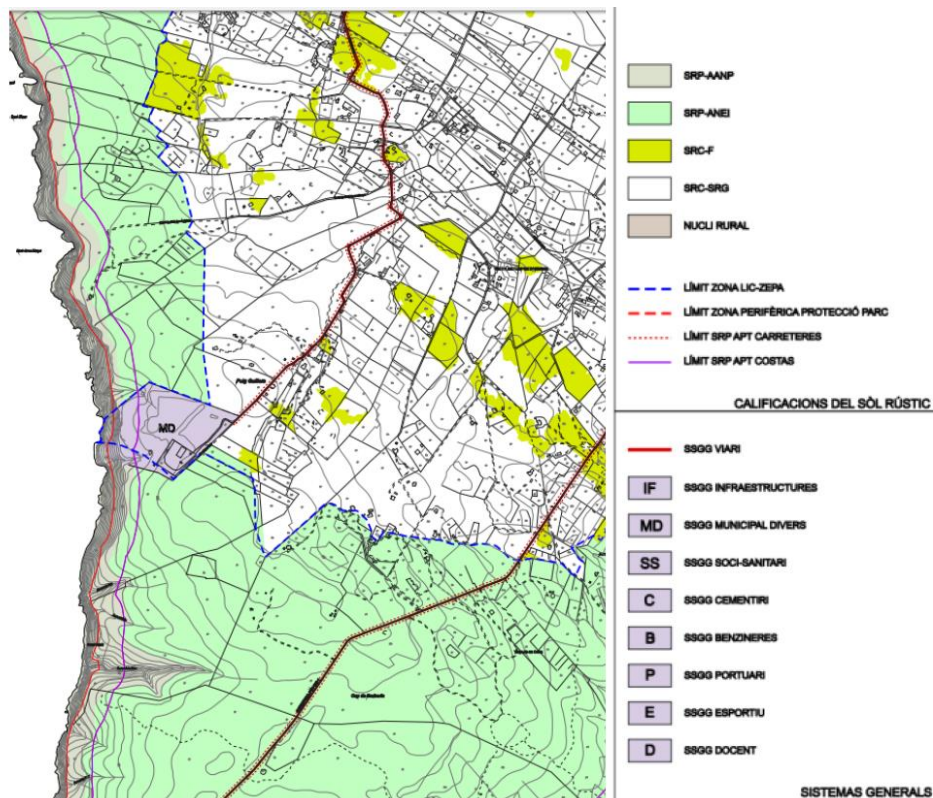 MD
SRP-AANP
SRP-ANEI
SRC-F
SRC-SRG
NUCLI RURAL
LÍMIT ZONA LIC-ZEPA
LÍMIT ZONA PERIFÈRICA PROTECCIÓ PARC
LÍMIT SRP APT CARRETERES
LÍMIT SRP APT COSTAS
CALIFICACIONS DEL SÒL RÚSTIC
SSGG VIARI
IF SSGG INFRAESTRUCTURES
MD SSGG MUNICIPAL DIVERS
SS SSGG SOCI-SANITARI
C SSGG CEMENTIRI
B SSGG BENZINERES
P SSGG PORTUARI
E SSGG ESPORTIU
D SSGG DOCENT
SISTEMAS GENERALS